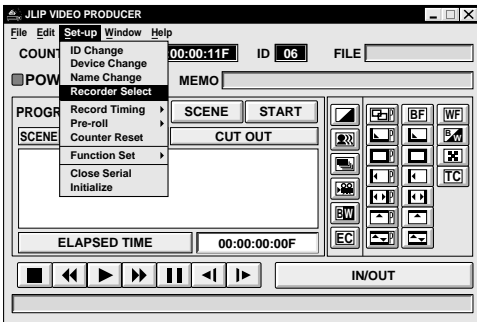 JLIP VIDEO PRODUCER
File Edit Set-up Window Help
ID Change
Device Change
Name Change
Recorder Select
Record Timing
Pre-roll
Counter Reset
Function Set
Close Serial
Initialize
COUNT 00:00:11F ID 06 FILE
POW MEMO
PROGR SCENE START
SCENE CUT OUT
ELAPSED TIME 00:00:00:00F
P BF WF
P B/W
P
P TC
P
BW P
EC P
IN/OUT